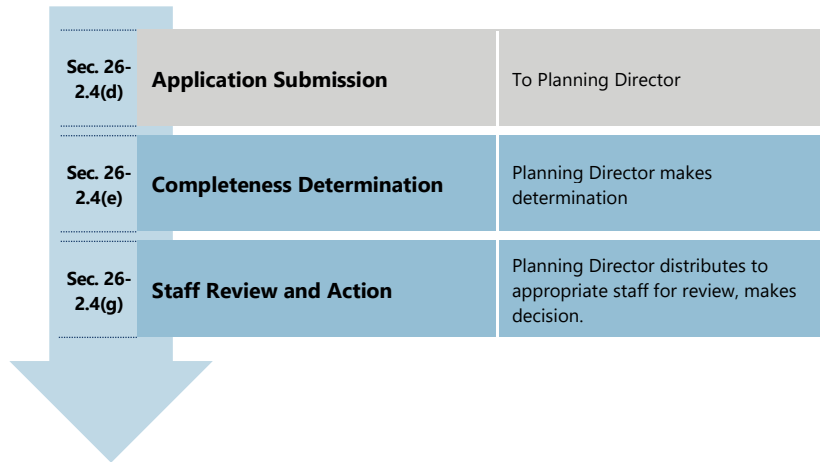 Sec. 26-
2.4(d)
Application Submission
To Planning Director
Sec. 26-
2.4(e)
Completeness Determination
Planning Director makes
determination
Sec. 26-
2.4(g)
Staff Review and Action
Planning Director distributes to
appropriate staff for review, makes
decision.